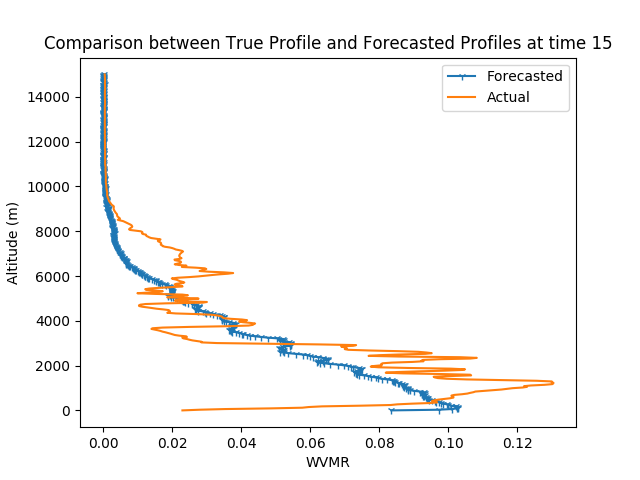 Comparison between True Profile and Forecasted Profiles at time 15
Forecasted
Actual
14000
12000
10000
8000
6000
4000
2000
0
Altitude (m)
0.00 0.02 0.04 0.06 0.08 0.10 0.12
WVMR